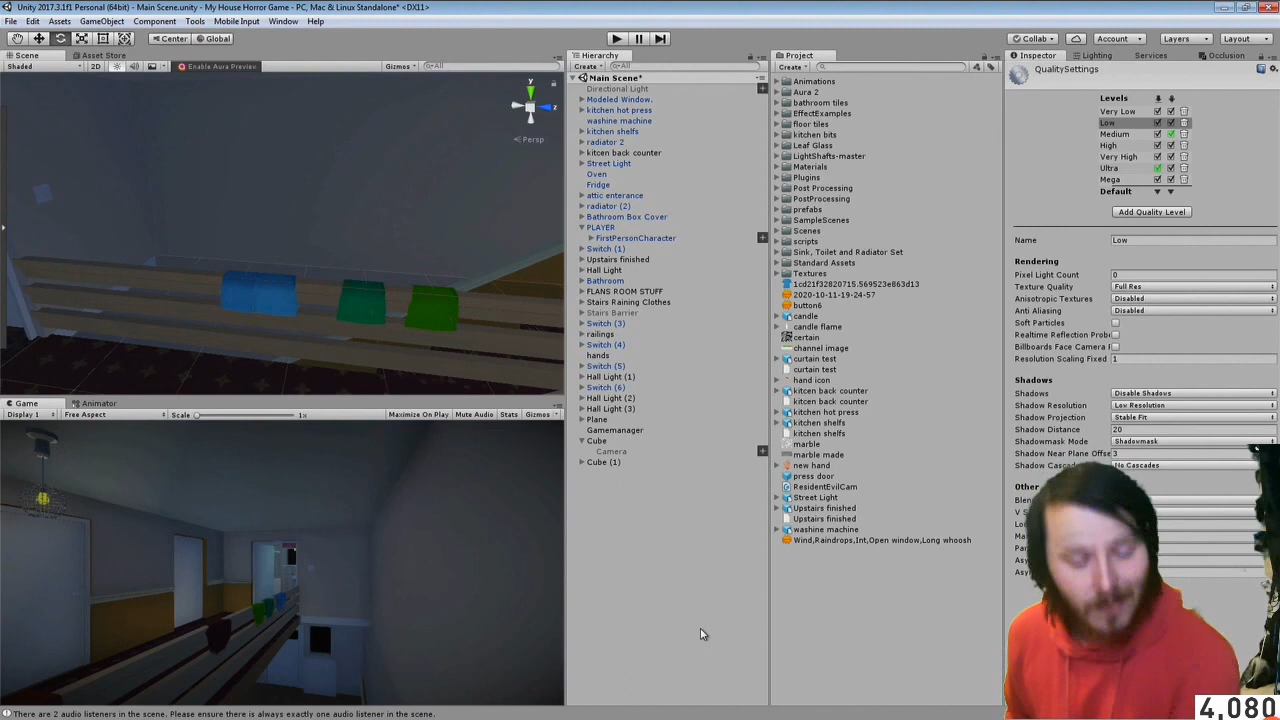 Unity 2017.3.1f1 Personal (64bit) - Main Scene.unity - My House Horror Game - PC, Mac & Linux Standalone* <DX11>
File Edit Assets GameObject Component Tools Mobile Input Window Help
Center Global Collab Account Layers Layout
Scene Asset Store
Shaded 2D Enable Aura Preview Gizmos All
y
z
Persp
Game Animator
Display 1 Free Aspect Scale 1x Maximize On Play Mute Audio Stats Gizmos
Hierarchy
Create All
Main Scene*
Directional Light
Modeled Window.
kitchen hot press
washine machine
kitchen shelfs
radiator 2
kitcen back counter
Street Light
Oven
Fridge
attic enterance
radiator (2)
Bathroom Box Cover
PLAYER
FirstPersonCharacter
Switch (1)
Upstairs finished
Hall Light
Bathroom
FLANS ROOM STUFF
Stairs Raining Clothes
Stairs Barrier
Switch (3)
railings
Switch (4)
hands
Switch (5)
Hall Light (1)
Switch (6)
Hall Light (2)
Hall Light (3)
Plane
Gamemanager
Cube
Camera
Cube (1)
Project
Create
Animations
Aura 2
bathroom tiles
EffectExamples
floor tiles
kitchen bits
Leaf Glass
LightShafts-master
Materials
Plugins
Post Processing
PostProcessing
prefabs
SampleScenes
Scenes
scripts
Sink, Toilet and Radiator Set
Standard Assets
Textures
1cd21f32820715.569523e863d13
2020-10-11-19-24-57
button6
candle
candle flame
certain
channel image
curtain test
curtain test
hand icon
kitcen back counter
kitcen back counter
kitchen hot press
kitchen shelfs
kitchen shelfs
marble
marble made
new hand
press door
ResidentEvilCam
Street Light
Upstairs finished
Upstairs finished
washine machine
Wind,Raindrops,Int,Open window,Long whoosh
Inspector Lighting Services Occlusion
QualitySettings
Levels
Very Low
Low
Medium
High
Very High
Ultra
Mega
Default
Add Quality Level
Name Low
Rendering
Pixel Light Count 0
Texture Quality Full Res
Anisotropic Textures Disabled
Anti Aliasing Disabled
Soft Particles
Realtime Reflection Prob
Billboards Face Camera
Resolution Scaling Fixed 1
Shadows
Shadows Disable Shadows
Shadow Resolution Low Resolution
Shadow Projection Stable Fit
Shadow Distance 20
Shadowmask Mode Shadowmask
Shadow Near Plane Offse 3
Shadow Cascade No Cascades
Other
4,080
There are 2 audio listeners in the scene. Please ensure there is always exactly one audio listener in the scene.